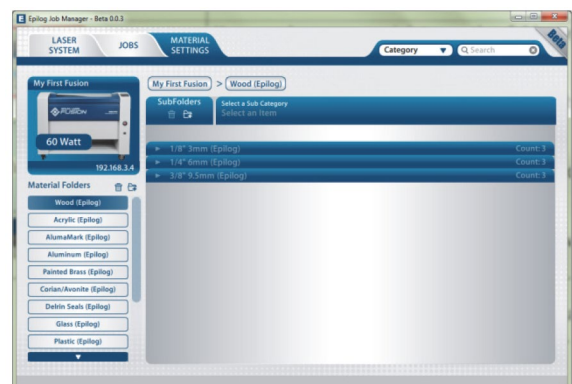 Epilog Job Manager - Beta 0.0.3
LASER SYSTEM
JOBS
MATERIAL SETTINGS
Category
Search
Beta
My First Fusion
FUSION
60 Watt
192.168.3.4
Material Folders
Wood (Epilog)
Acrylic (Epilog)
AlumaMark (Epilog)
Aluminum (Epilog)
Painted Brass (Epilog)
Corian/Avonite (Epilog)
Delrin Seals (Epilog)
Glass (Epilog)
Plastic (Epilog)
My First Fusion > Wood (Epilog)
SubFolders
Select a Sub Category
Select an Item
1/8" 3mm (Epilog) Count: 3
1/4" 6mm (Epilog) Count: 3
3/8" 9.5mm (Epilog) Count: 3